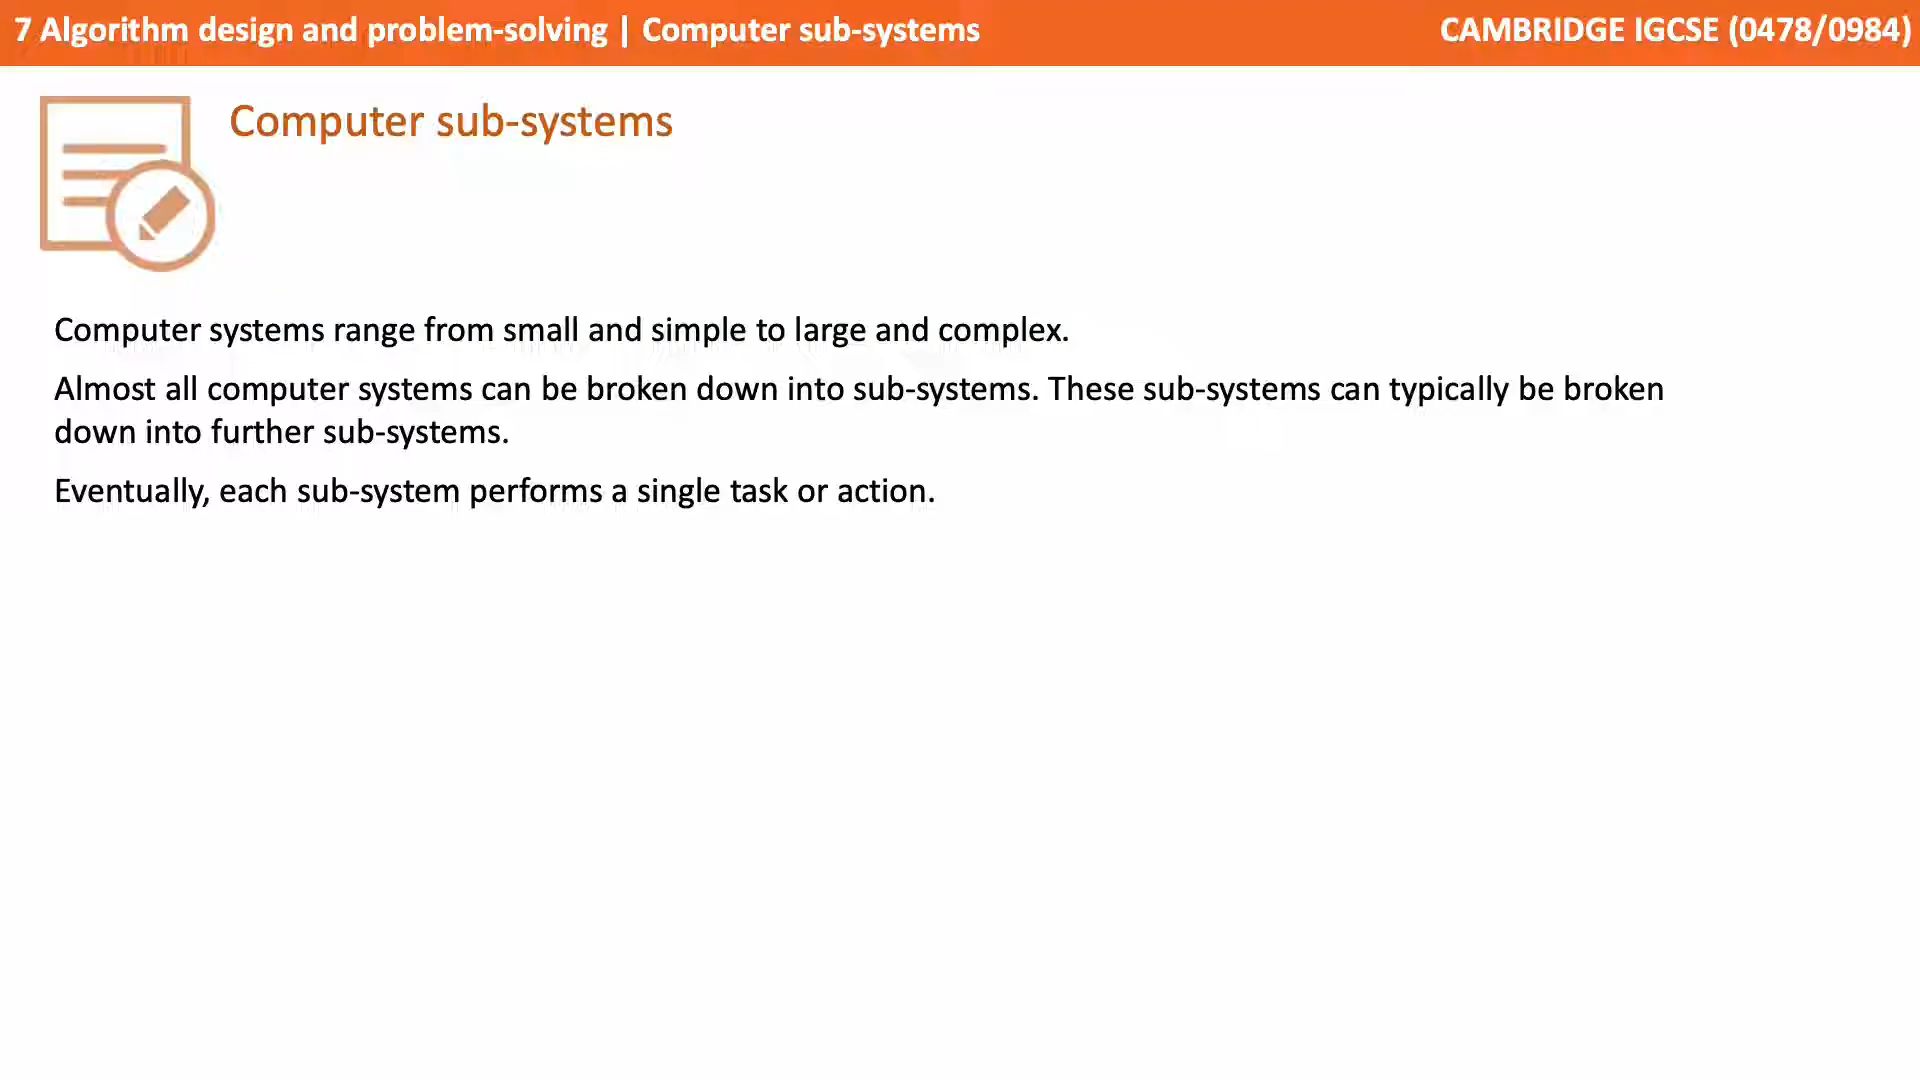 7 Algorithm design and problem-solving | Computer sub-systems
CAMBRIDGE IGCSE (0478/0984)
Computer sub-systems
Computer systems range from small and simple to large and complex.
Almost all computer systems can be broken down into sub-systems. These sub-systems can typically be broken
down into further sub-systems.
Eventually, each sub-system performs a single task or action.